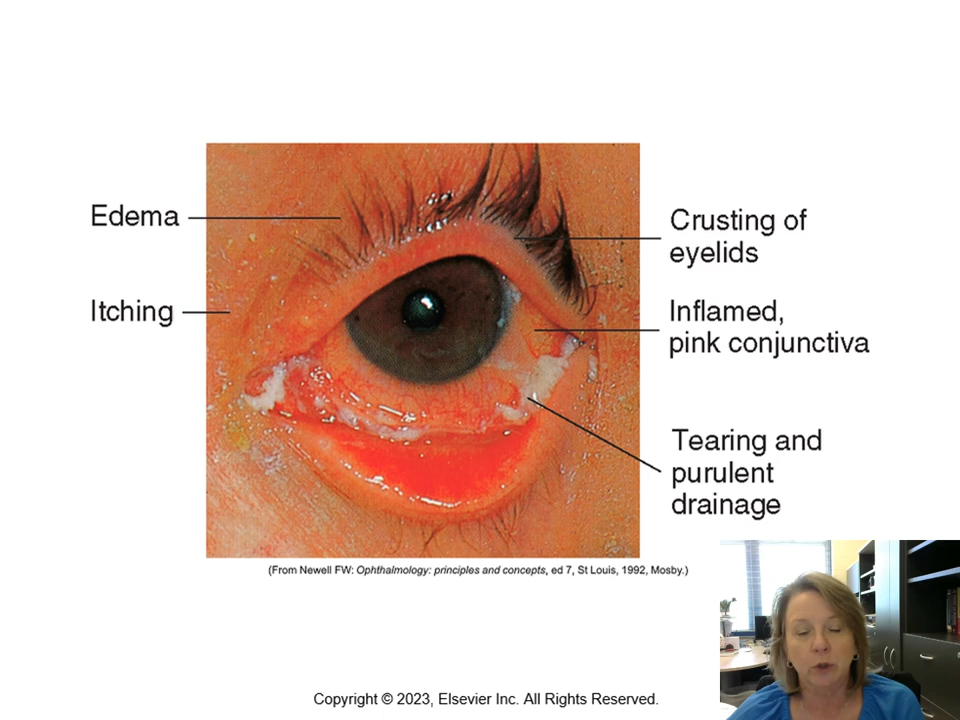 Edema
Itching
Crusting of
eyelids
Inflamed,
pink conjunctiva
Tearing and
purulent
drainage
(From Newell FW: Ophthalmology: principles and concepts, ed 7, St Louis, 1992, Mosby.)
Copyright © 2023, Elsevier Inc. All Rights Reserved.